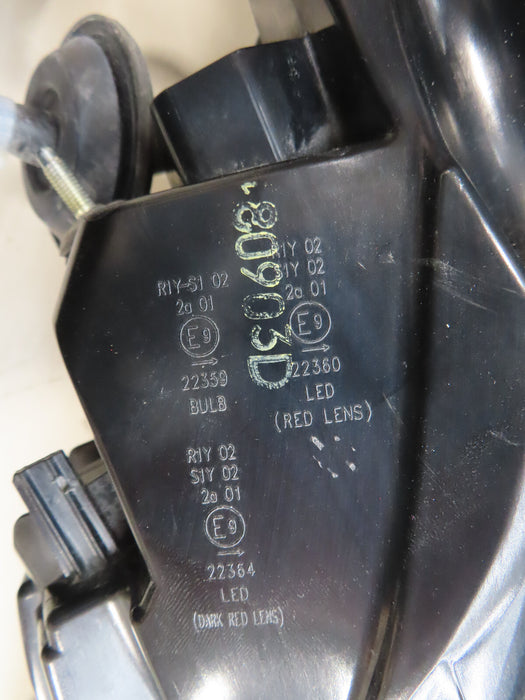 '80903D
R1Y-S1 02
2a 01
E9
22359
BULB
R1Y 02
S1Y 02
2a 01
E9
22360
LED
(RED LENS)
R1Y 02
S1Y 02
2a 01
E9
22364
LED
(DARK RED LENS)